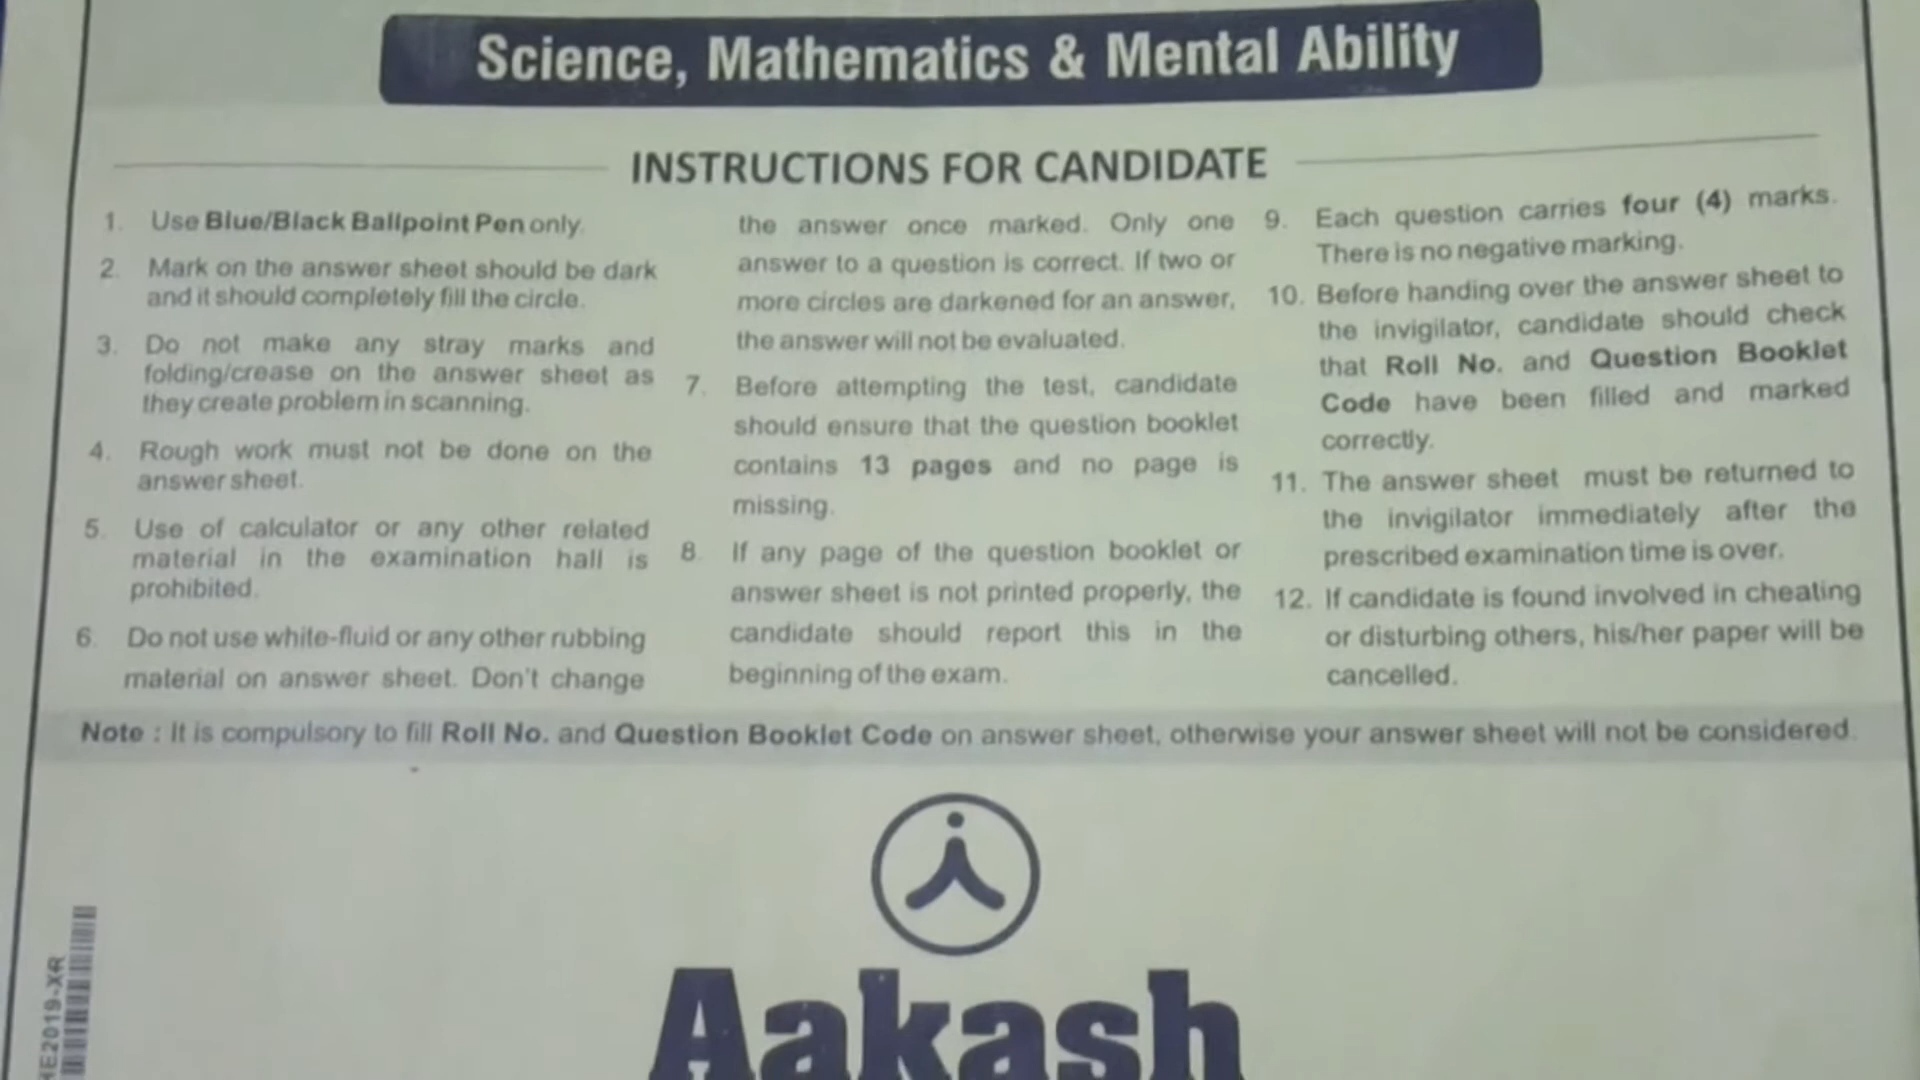 Science, Mathematics & Mental Ability
INSTRUCTIONS FOR CANDIDATE
1. Use Blue/Black Ballpoint Pen only.
2. Mark on the answer sheet should be dark
and it should completely fill the circle.
3. Do not make any stray marks and
folding/crease on the answer sheet as
they create problem in scanning.
4. Rough work must not be done on the
answer sheet.
5. Use of calculator or any other related
material in the examination hall is
prohibited.
6. Do not use white-fluid or any other rubbing
material on answer sheet. Don't change
the answer once marked. Only one
answer to a question is correct. If two or
more circles are darkened for an answer,
the answer will not be evaluated.
7. Before attempting the test, candidate
should ensure that the question booklet
contains 13 pages and no page is
missing.
8. If any page of the question booklet or
answer sheet is not printed properly, the
candidate should report this in the
beginning of the exam.
9. Each question carries four (4) marks.
There is no negative marking.
10. Before handing over the answer sheet to
the invigilator, candidate should check
that Roll No. and Question Booklet
Code have been filled and marked
correctly.
11. The answer sheet must be returned to
the invigilator immediately after the
prescribed examination time is over.
12. If candidate is found involved in cheating
or disturbing others, his/her paper will be
cancelled.
Note : It is compulsory to fill Roll No. and Question Booklet Code on answer sheet, otherwise your answer sheet will not be considered.
Aakash
HE2019-XR